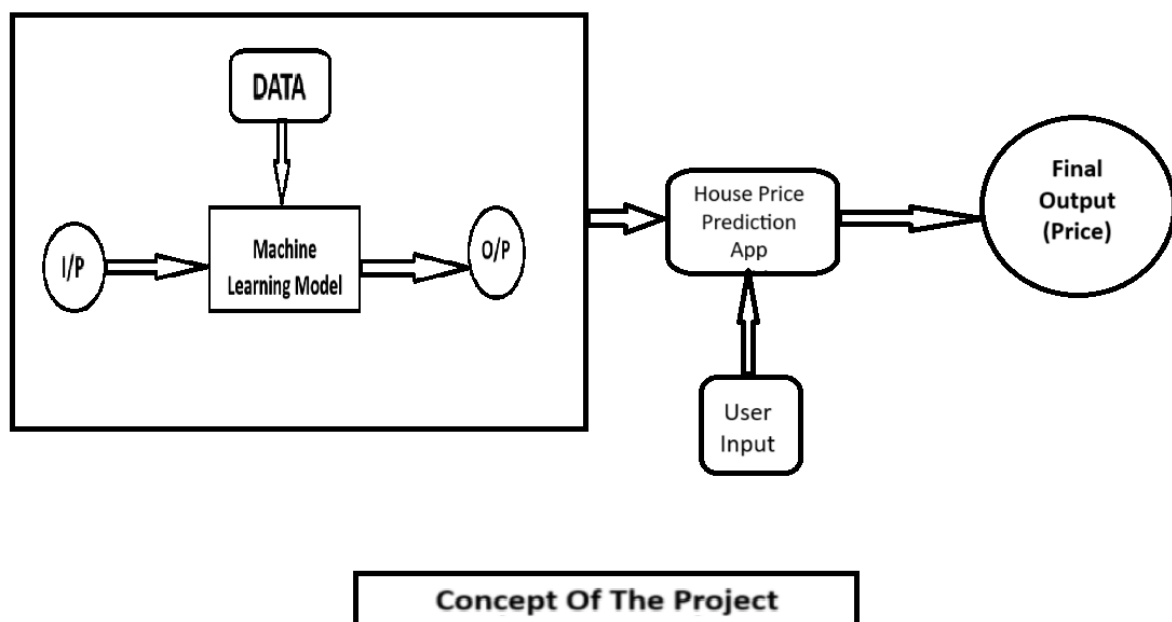 DATA
I/P
Machine
Learning Model
O/P
House Price
Prediction
App
User
Input
Final
Output
(Price)
Concept Of The Project